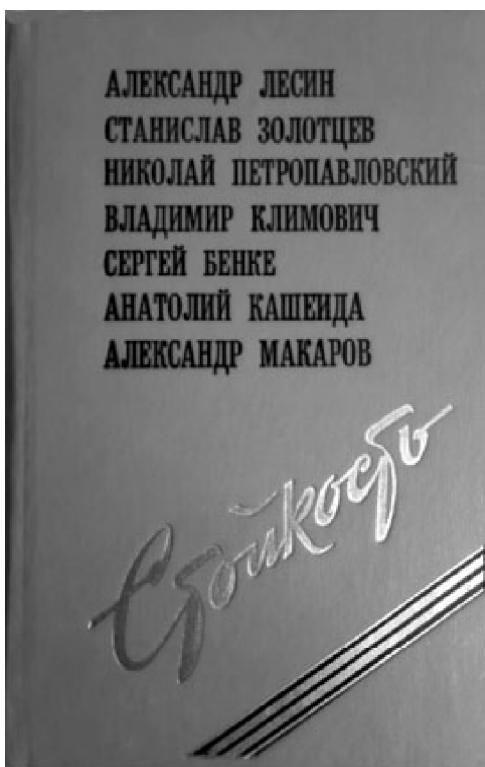 АЛЕКСАНДР ЛЕСИН
СТАНИСЛАВ ЗОЛОТЦЕВ
НИКОЛАЙ ПЕТРОПАВЛОВСКИЙ
ВЛАДИМИР КЛИМОВИЧ
СЕРГЕЙ БЕНКЕ
АНАТОЛИЙ КАШЕИДА
АЛЕКСАНДР МАКАРОВ
Стойкость